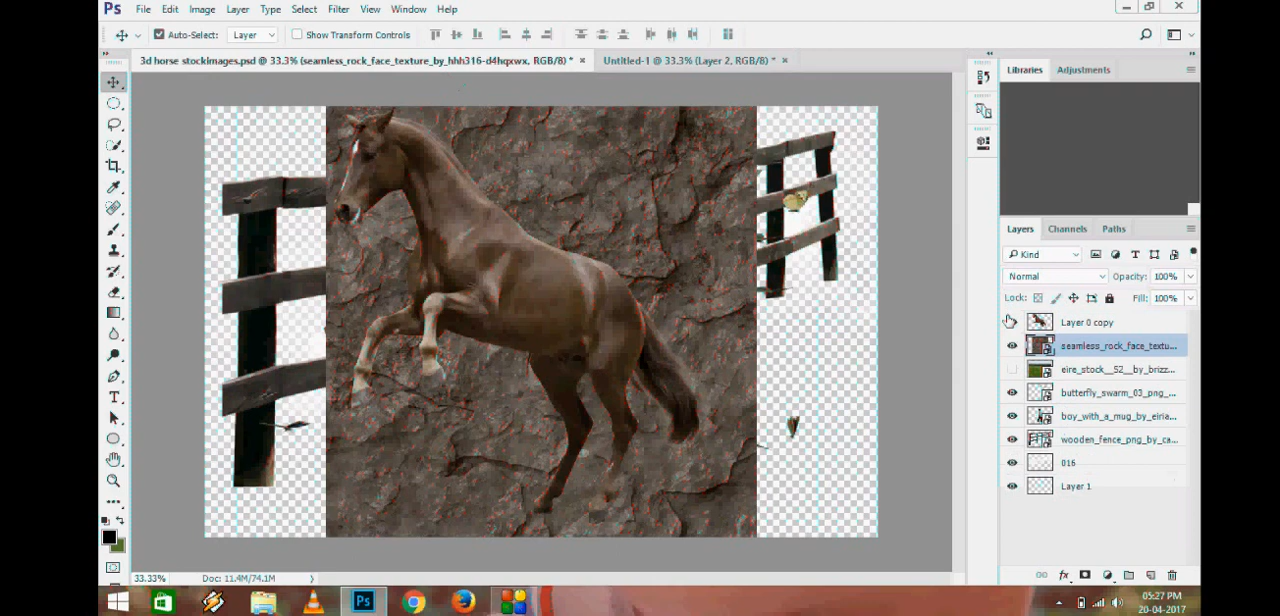 Ps File Edit Image Layer Type Select Filter View Window Help
Auto-Select: Layer Show Transform Controls
3d horse stockimages.psd @ 33.3% (seamless_rock_face_texture_by_hhh316-d4hqxwx, RGB/8) * × Untitled-1 @ 33.3% (Layer 2, RGB/8) * ×
Libraries Adjustments
Layers Channels Paths
Kind
Normal Opacity: 100%
Lock: Fill: 100%
Layer 0 copy
seamless_rock_face_textu...
eire_stock__52__by_brizz...
butterfly_swarm_03_png_...
boy_with_a_mug_by_eiria...
wooden_fence_png_by_ca...
016
Layer 1
33.33% Doc: 11.4M/74.1M
Ps
05:27 PM
20-04-2017